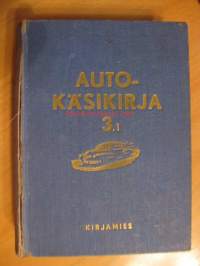 AUTO-
KÄSIKIRJA
3.1
KIRJAMIES